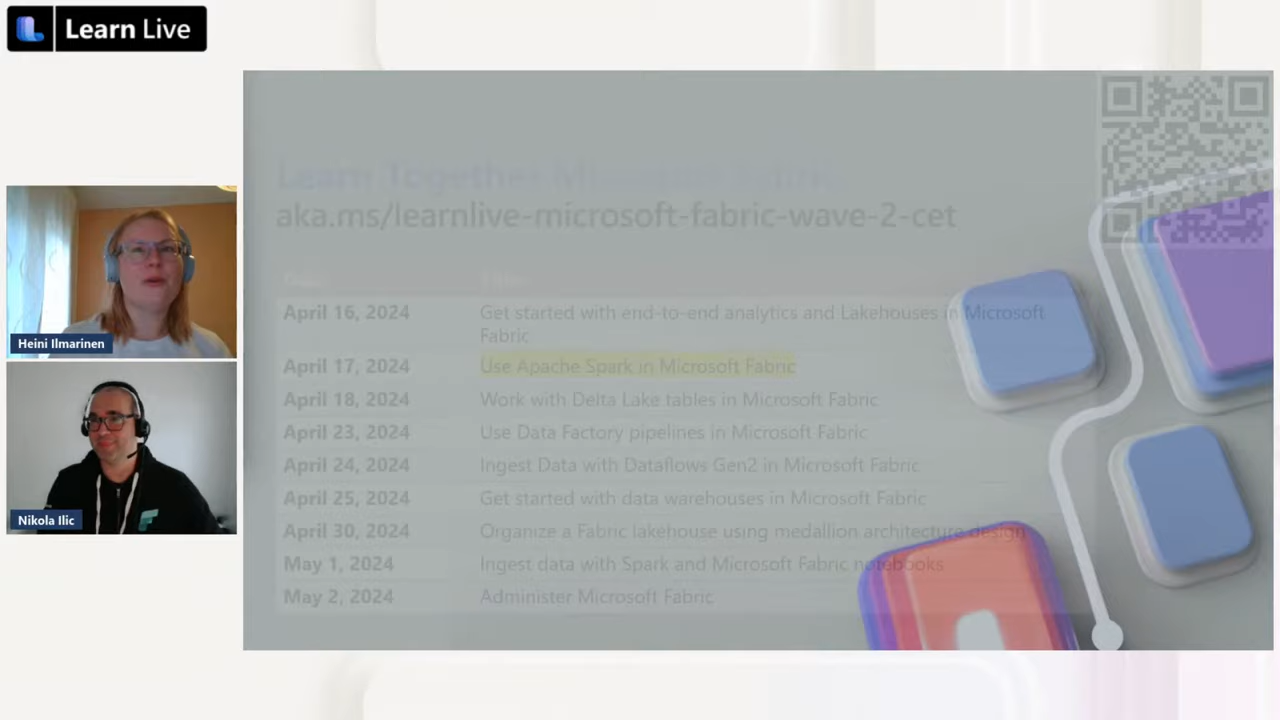 Learn Live
Learn Together Microsoft Fabric
aka.ms/learnlive-microsoft-fabric-wave-2-cet
April 16, 2024 Get started with end-to-end analytics and Lakehouses in Microsoft
Fabric
April 17, 2024 Use Apache Spark in Microsoft Fabric
April 18, 2024 Work with Delta Lake tables in Microsoft Fabric
April 23, 2024 Use Data Factory pipelines in Microsoft Fabric
April 24, 2024 Ingest Data with Dataflows Gen2 in Microsoft Fabric
April 25, 2024 Get started with data warehouses in Microsoft Fabric
April 30, 2024 Organize a Fabric lakehouse using medallion architecture design
May 1, 2024 Ingest data with Spark and Microsoft Fabric notebooks
May 2, 2024 Administer Microsoft Fabric
Heini Ilmarinen
Nikola Ilic